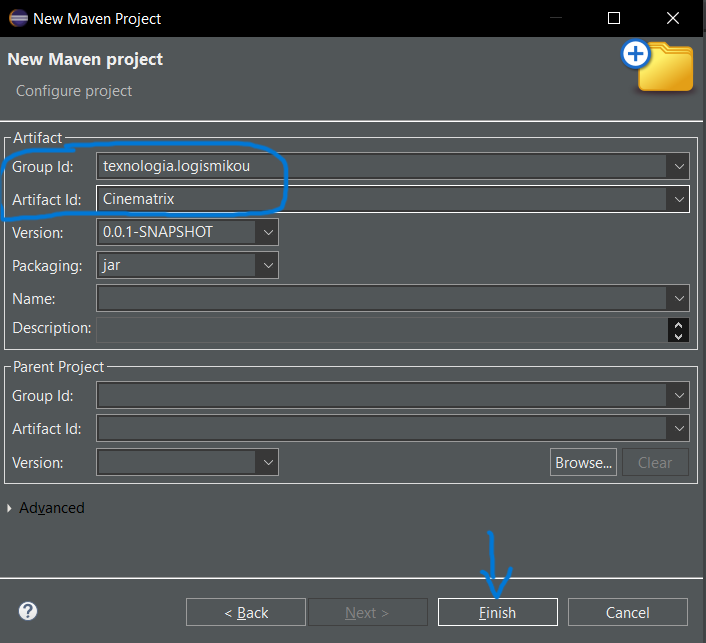 New Maven Project
New Maven project
Configure project
Artifact
Group Id: texnologia.logismikou
Artifact Id: Cinematrix
Version: 0.0.1-SNAPSHOT
Packaging: jar
Name:
Description:
Parent Project
Group Id:
Artifact Id:
Version: Browse... Clear
Advanced
? < Back Next > Finish Cancel